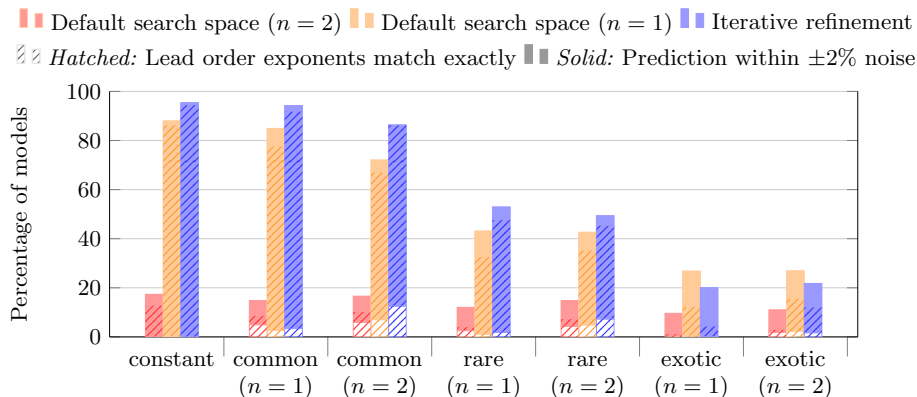 Default search space (n = 2) Default search space (n = 1) Iterative refinement
Hatched: Lead order exponents match exactly Solid: Prediction within ±2% noise
Percentage of models
100
80
60
40
20
0
constant common common rare rare exotic exotic
(n = 1) (n = 2) (n = 1) (n = 2) (n = 1) (n = 2)